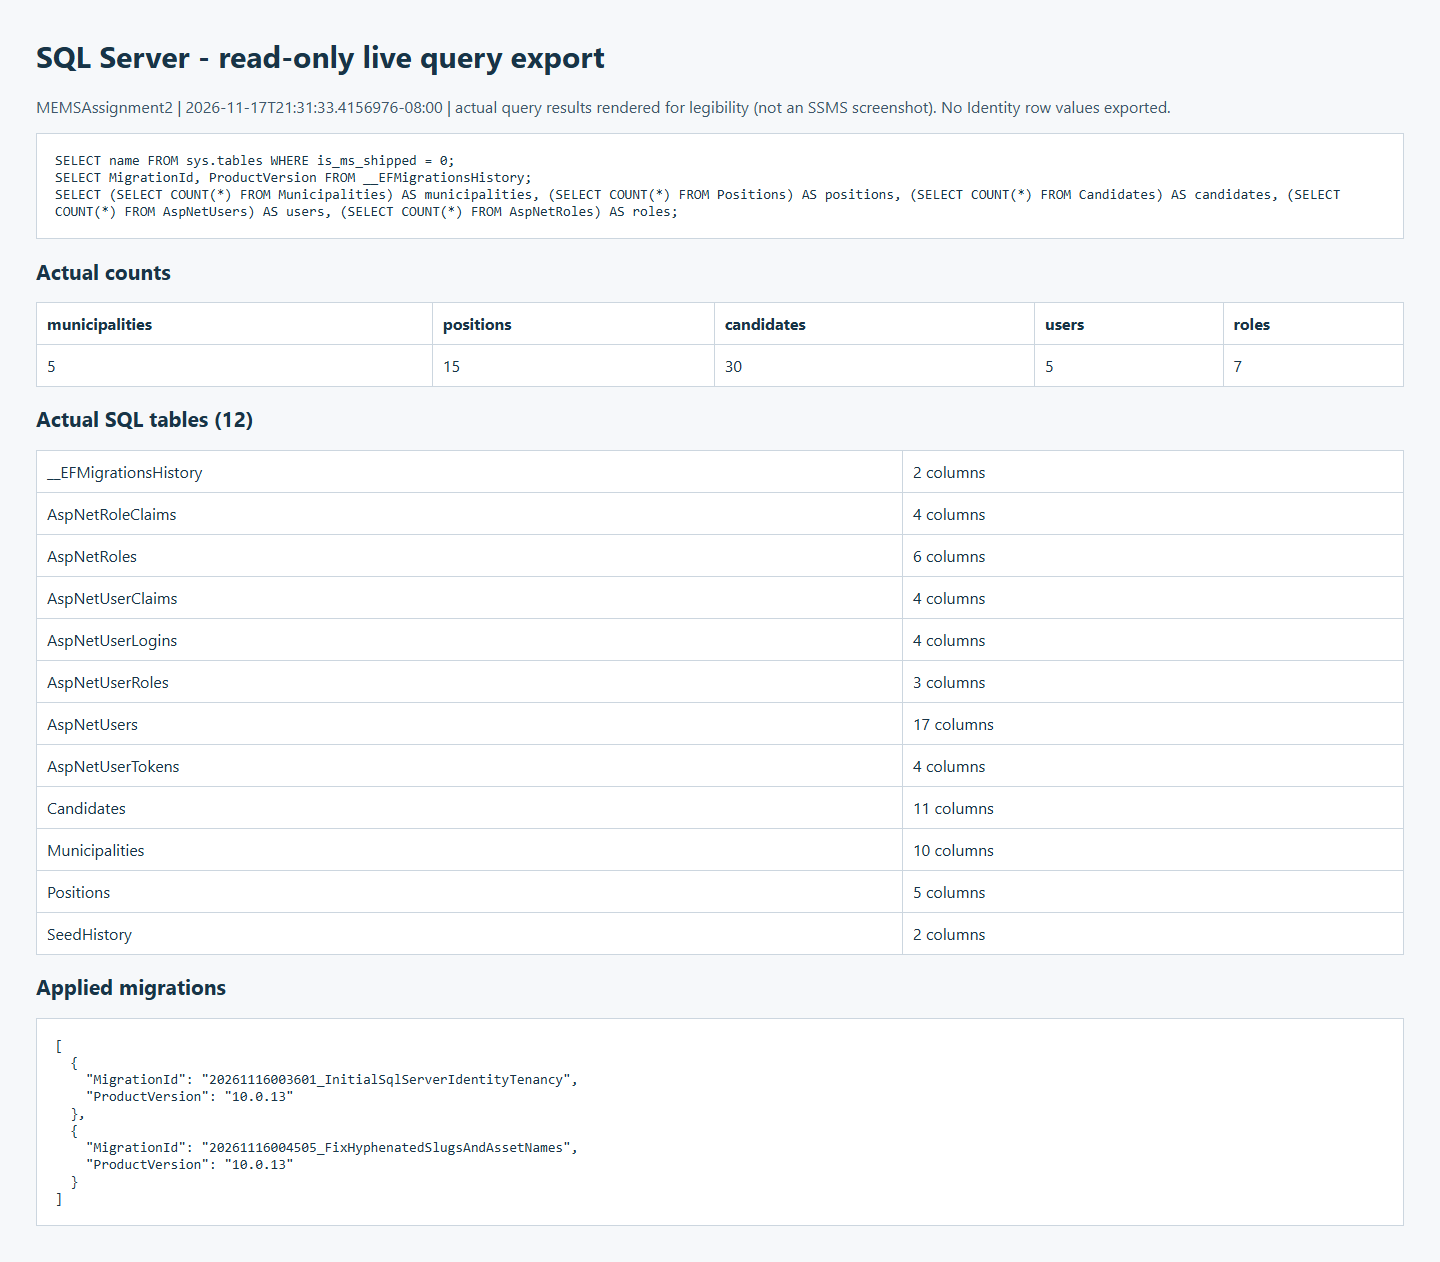 SQL Server - read-only live query export
MEMSAssignment2 | 2026-11-17T21:31:33.4156976-08:00 | actual query results rendered for legibility (not an SSMS screenshot). No Identity row values exported.
SELECT name FROM sys.tables WHERE is_ms_shipped = 0;
SELECT MigrationId, ProductVersion FROM __EFMigrationsHistory;
SELECT (SELECT COUNT(*) FROM Municipalities) AS municipalities, (SELECT COUNT(*) FROM Positions) AS positions, (SELECT COUNT(*) FROM Candidates) AS candidates, (SELECT
COUNT(*) FROM AspNetUsers) AS users, (SELECT COUNT(*) FROM AspNetRoles) AS roles;
Actual counts
municipalities positions candidates users roles
5 15 30 5 7
Actual SQL tables (12)
__EFMigrationsHistory 2 columns
AspNetRoleClaims 4 columns
AspNetRoles 6 columns
AspNetUserClaims 4 columns
AspNetUserLogins 4 columns
AspNetUserRoles 3 columns
AspNetUsers 17 columns
AspNetUserTokens 4 columns
Candidates 11 columns
Municipalities 10 columns
Positions 5 columns
SeedHistory 2 columns
Applied migrations
[
  {
    "MigrationId": "20261116003601_InitialSqlServerIdentityTenancy",
    "ProductVersion": "10.0.13"
  },
  {
    "MigrationId": "20261116004505_FixHyphenatedSlugsAndAssetNames",
    "ProductVersion": "10.0.13"
  }
]